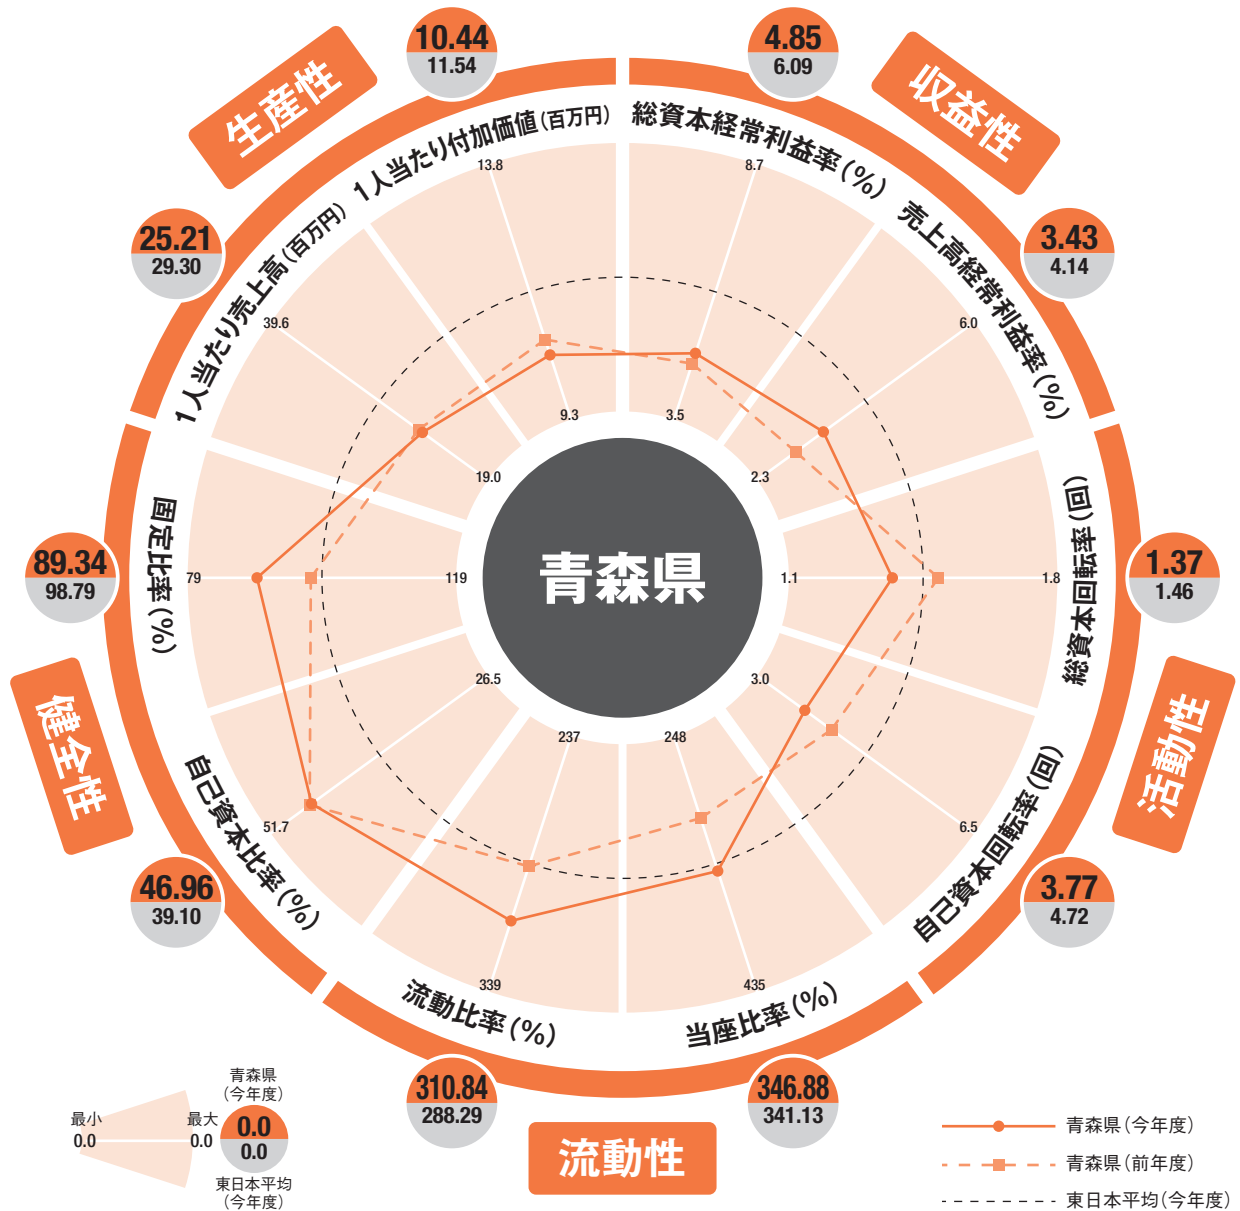 青森県
収益性
4.85
6.09
総資本経常利益率(%)
8.7
3.5
3.43
4.14
売上高経常利益率(%)
6.0
2.3
活動性
1.37
1.46
総資本回転率(回)
1.8
1.1
3.77
4.72
自己資本回転率(回)
6.5
3.0
流動性
346.88
341.13
当座比率(%)
435
248
310.84
288.29
流動比率(%)
339
237
健全性
46.96
39.10
自己資本比率(%)
51.7
26.5
89.34
98.79
固定比率(%)
79
119
生産性
25.21
29.30
1人当たり売上高(百万円)
39.6
19.0
10.44
11.54
1人当たり付加価値(百万円)
13.8
9.3
最小
0.0
最大
0.0
青森県
(今年度)
0.0
0.0
東日本平均
(今年度)
青森県(今年度)
青森県(前年度)
東日本平均(今年度)